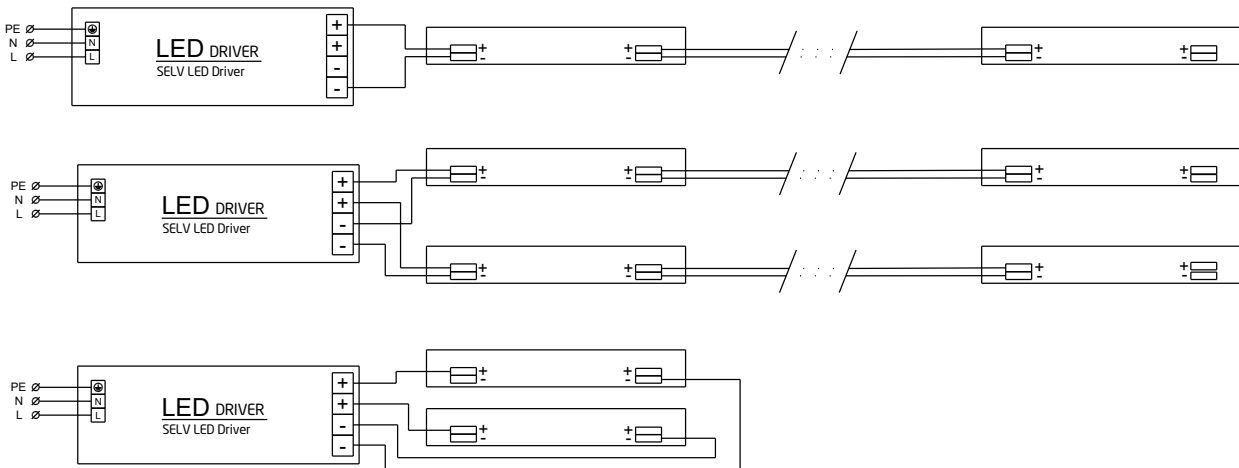 PE
N
L
⏚
N
L
LED DRIVER
SELV LED Driver
+
+
-
-
+
-
+
-
+
-
+
-
PE
N
L
⏚
N
L
LED DRIVER
SELV LED Driver
+
+
-
-
+
-
+
-
+
-
+
-
+
-
+
-
+
-
+
-
PE
N
L
⏚
N
L
LED DRIVER
SELV LED Driver
+
+
-
-
+
-
+
-
+
-
+
-